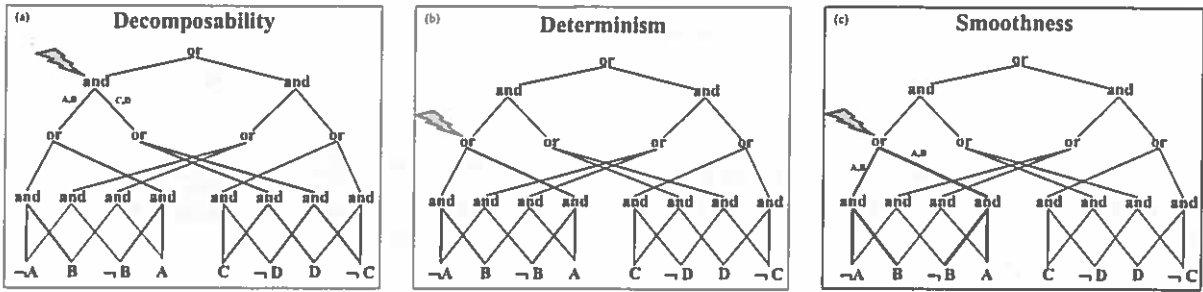 (a) Decomposability
or
and and
A,B C,D
or or or or
and and and and and and and and
¬A B ¬B A C ¬D D ¬C
(b) Determinism
or
and and
or or or or
and and and and and and and and
¬A B ¬B A C ¬D D ¬C
(c) Smoothness
or
and and
or or or or
A,B A,B
and and and and and and and and
¬A B ¬B A C ¬D D ¬C